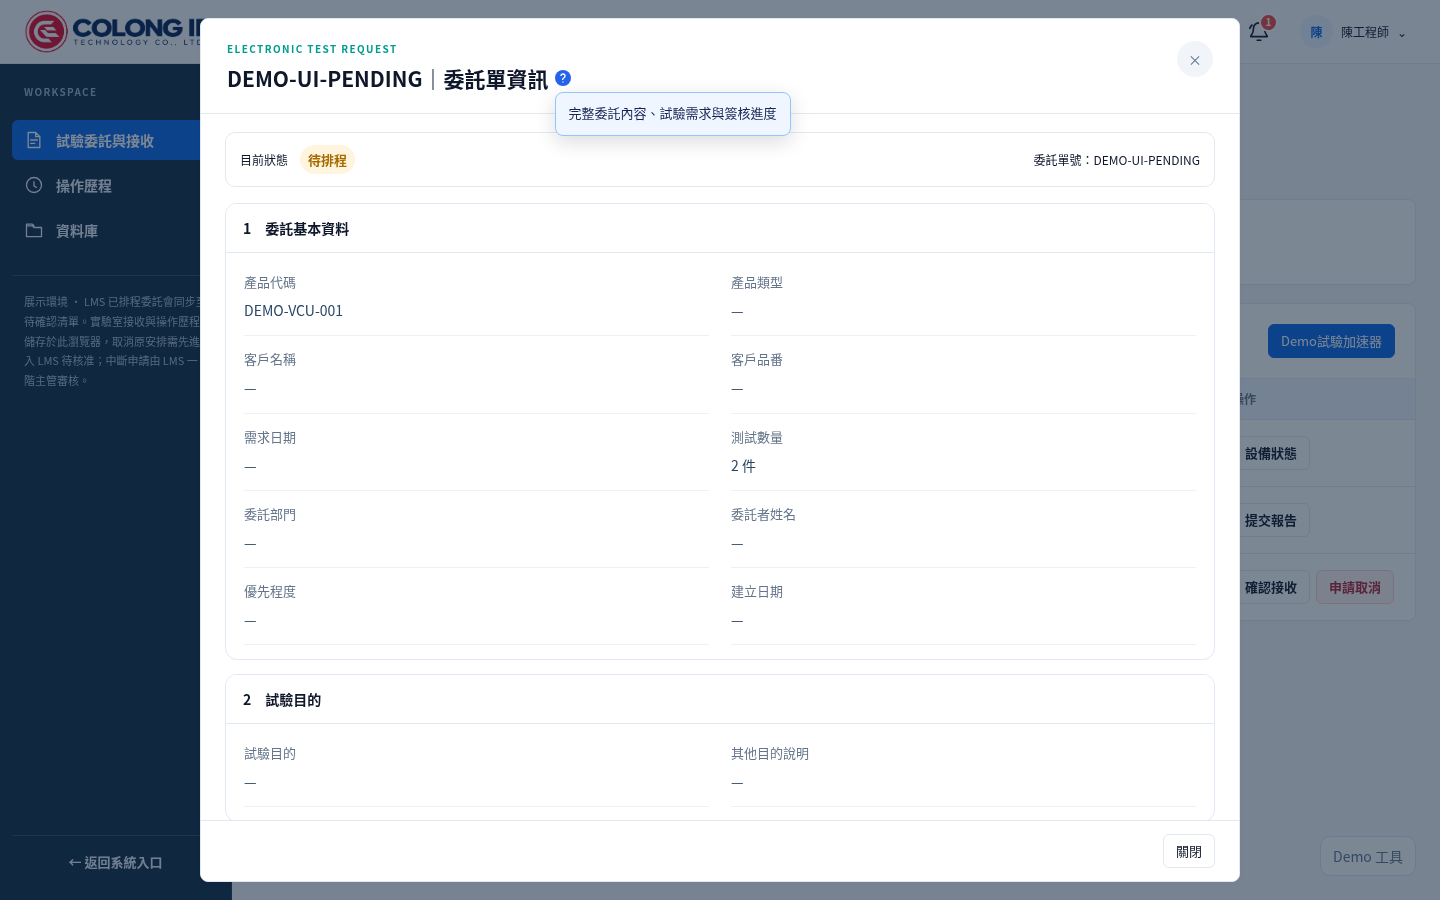 COLONG
TECHNOLOGY CO., LTD
1
陳
陳工程師
WORKSPACE
試驗委託與接收
操作歷程
資料庫
展示環境 · LMS 已排程委託會同步
待確認清單。實驗室接收與操作歷程
儲存於此瀏覽器，取消原安排需先進
入 LMS 待核准；中斷申請由 LMS 一
階主管審核。
← 返回系統入口
ELECTRONIC TEST REQUEST
DEMO-UI-PENDING｜委託單資訊 ?
×
完整委託內容、試驗需求與簽核進度
目前狀態 待排程
委託單號：DEMO-UI-PENDING
1 委託基本資料
產品代碼 產品類型
DEMO-VCU-001 —
客戶名稱 客戶品番
— —
需求日期 測試數量
— 2 件
委託部門 委託者姓名
— —
優先程度 建立日期
— —
2 試驗目的
試驗目的 其他目的說明
— —
關閉
Demo試驗加速器
作
設備狀態
提交報告
確認接收 申請取消
Demo 工具